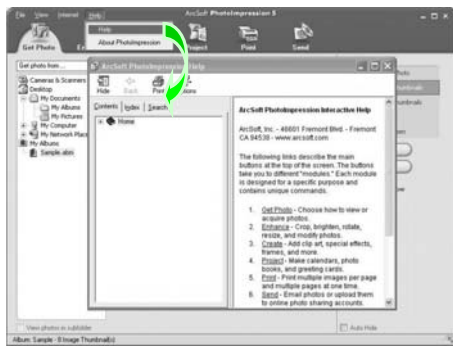 File View Internet Help
ArcSoft PhotoImpression 5
Help
About PhotoImpression
Get Photo
Project
Print
Send
Get photo from...
Cameras & Scanners
Desktop
My Documents
My Albums
My Pictures
My Computer
My Network Places
My Albums
Sample.abm
ArcSoft PhotoImpression Help
Hide Back Print Options
Contents Index Search
Home
ArcSoft PhotoImpression Interactive Help
ArcSoft, Inc. - 46601 Fremont Blvd. - Fremont
CA 94538 - www.arcsoft.com
The following links describe the main
buttons at the top of the screen. The buttons
take you to different "modules." Each module
is designed for a specific purpose and
contains unique commands.
1. Get Photo - Choose how to view or
acquire photos.
2. Enhance - Crop, brighten, rotate,
resize, and modify photos.
3. Create - Add clip art, special effects,
frames, and more.
4. Project - Make calendars, photo
books, and greeting cards.
5. Print - Print multiple images per page
and multiple pages at one time.
6. Send - Email photos or upload them
to online photo sharing accounts.
View photos in subfolder
Auto Hide
Album: Sample - 8 Image Thumbnail(s)